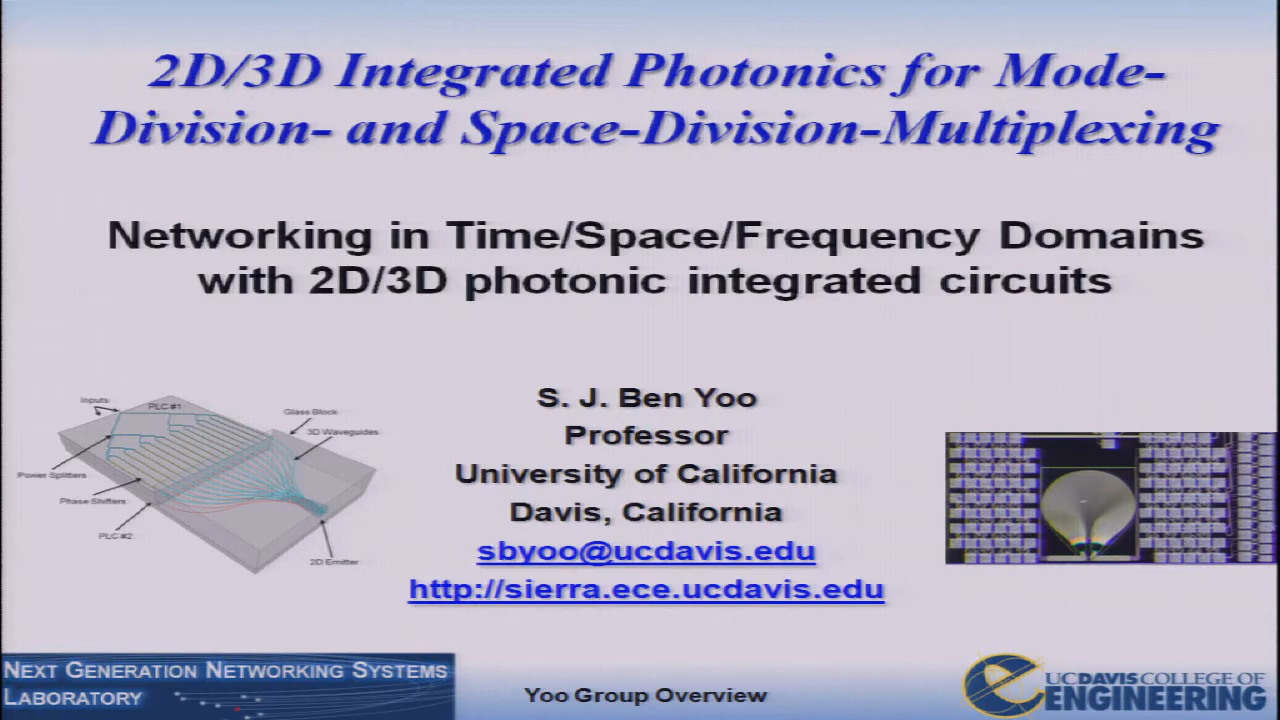 2D/3D Integrated Photonics for Mode-
Division- and Space-Division-Multiplexing
Networking in Time/Space/Frequency Domains
with 2D/3D photonic integrated circuits
S. J. Ben Yoo
Professor
University of California
Davis, California
sbyoo@ucdavis.edu
http://sierra.ece.ucdavis.edu
Inputs
PLC #1
Glass Block
3D Waveguides
Power Splitters
Phase Shifters
PLC #2
2D Emitter
NEXT GENERATION NETWORKING SYSTEMS
LABORATORY
Yoo Group Overview
UCDAVIS COLLEGE OF
ENGINEERING